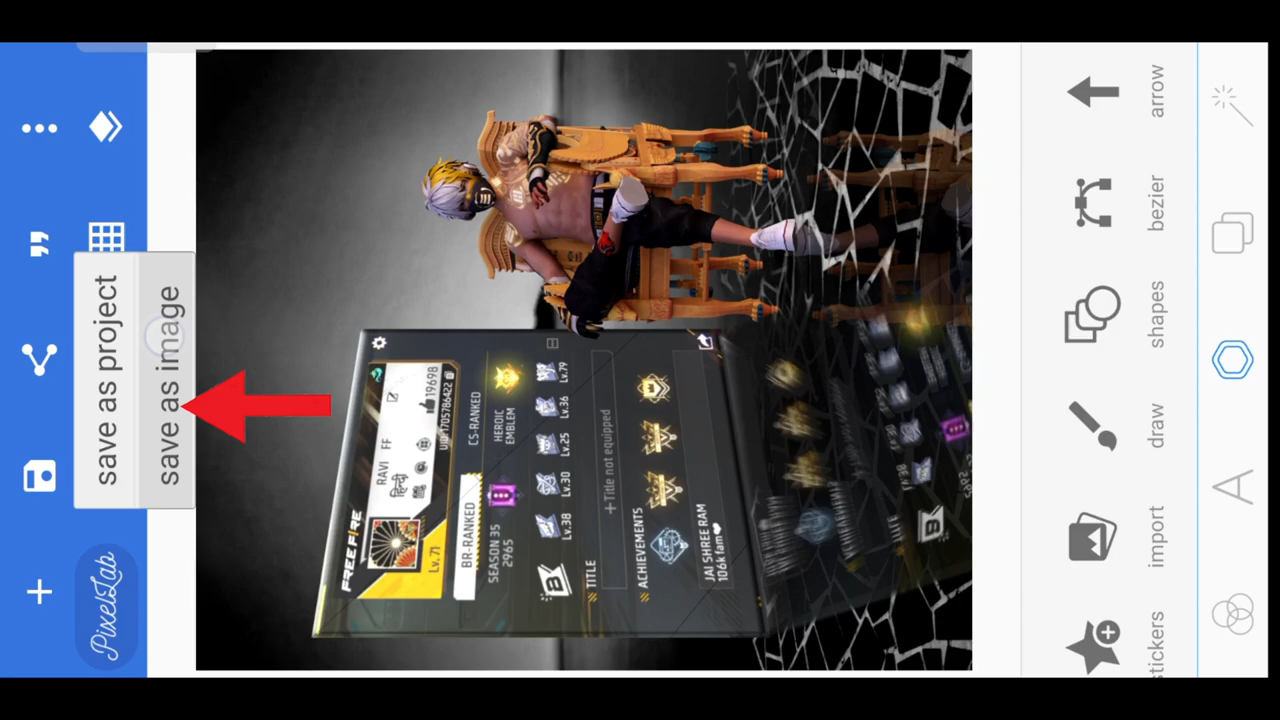 PixelLab
save as project
save as image
FREE FIRE
Lv. 71
RAVI FF
हिन्दी
19698
UID:1705786422
BR-RANKED
CS-RANKED
SEASON 35
2965
HEROIC
EMBLEM
Lv.38
Lv.30
Lv.25
Lv.36
Lv.79
TITLE
+Title not equipped
ACHIEVEMENTS
JAI SHREE RAM
106k fam❤
stickers
import
draw
shapes
bezier
arrow